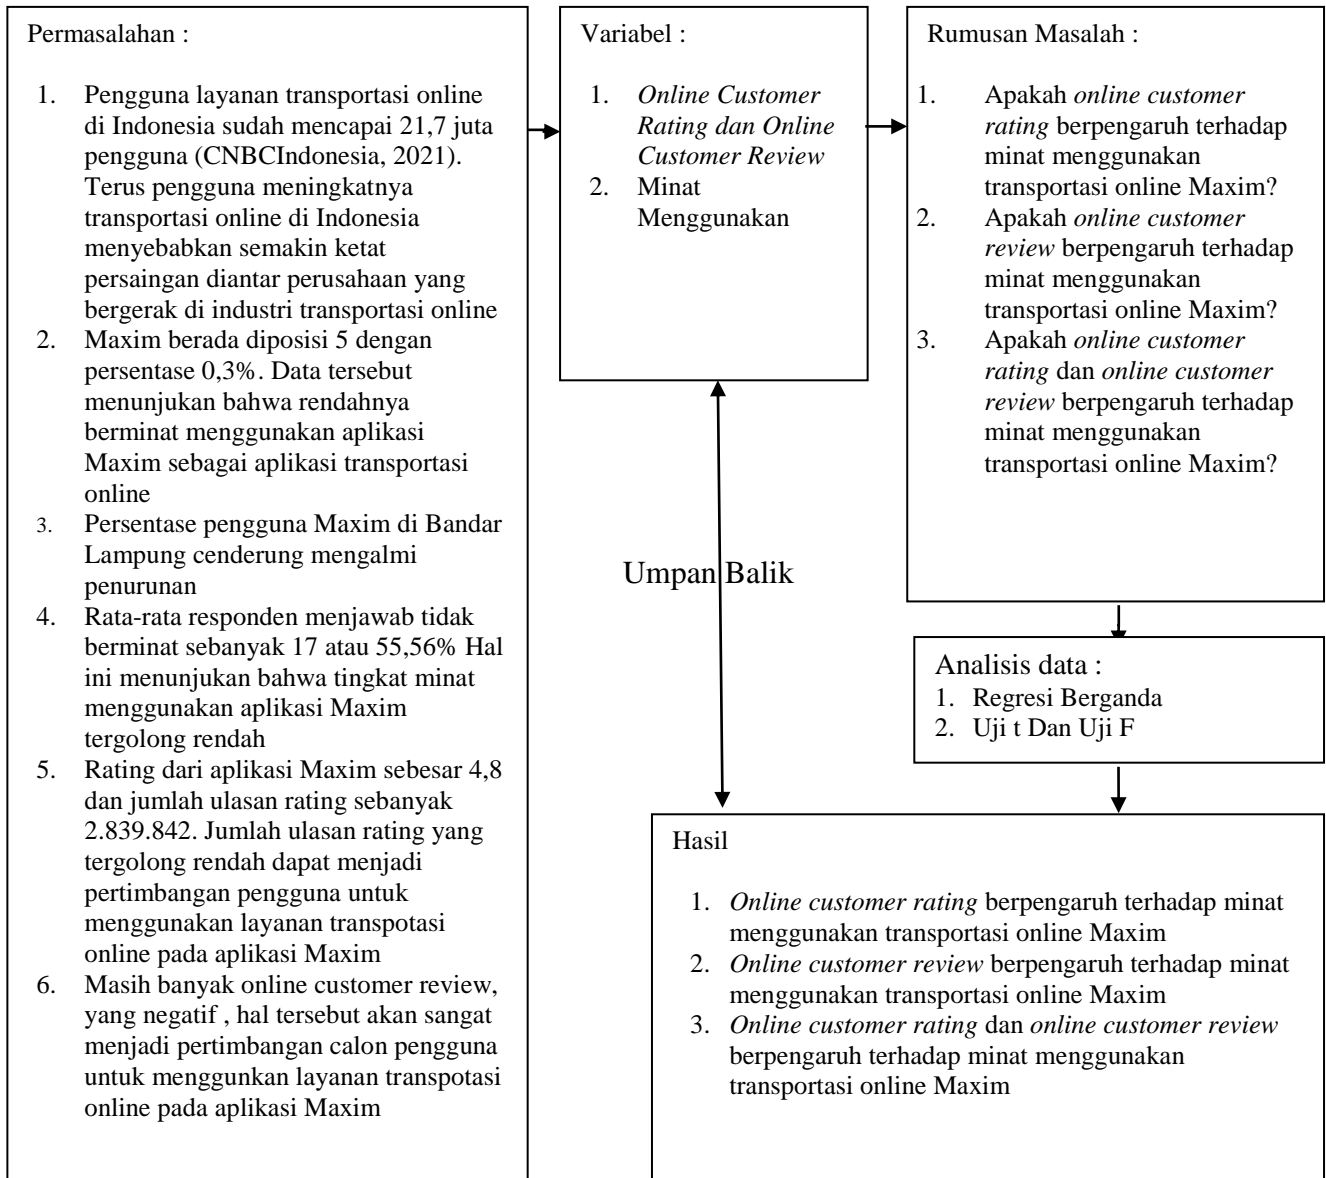 Permasalahan :
1. Pengguna layanan transportasi online
di Indonesia sudah mencapai 21,7 juta
pengguna (CNBCIndonesia, 2021).
Terus pengguna meningkatnya
transportasi online di Indonesia
menyebabkan semakin ketat
persaingan diantar perusahaan yang
bergerak di industri transportasi online
2. Maxim berada diposisi 5 dengan
persentase 0,3%. Data tersebut
menunjukan bahwa rendahnya
berminat menggunakan aplikasi
Maxim sebagai aplikasi transportasi
online
3. Persentase pengguna Maxim di Bandar
Lampung cenderung mengalmi
penurunan
4. Rata-rata responden menjawab tidak
berminat sebanyak 17 atau 55,56% Hal
ini menunjukan bahwa tingkat minat
menggunakan aplikasi Maxim
tergolong rendah
5. Rating dari aplikasi Maxim sebesar 4,8
dan jumlah ulasan rating sebanyak
2.839.842. Jumlah ulasan rating yang
tergolong rendah dapat menjadi
pertimbangan pengguna untuk
menggunakan layanan transpotasi
online pada aplikasi Maxim
6. Masih banyak online customer review,
yang negatif , hal tersebut akan sangat
menjadi pertimbangan calon pengguna
untuk menggunkan layanan transpotasi
online pada aplikasi Maxim
Variabel :
1. Online Customer
Rating dan Online
Customer Review
2. Minat
Menggunakan
Rumusan Masalah :
1. Apakah online customer
rating berpengaruh terhadap
minat menggunakan
transportasi online Maxim?
2. Apakah online customer
review berpengaruh terhadap
minat menggunakan
transportasi online Maxim?
3. Apakah online customer
rating dan online customer
review berpengaruh terhadap
minat menggunakan
transportasi online Maxim?
Umpan Balik
Analisis data :
1. Regresi Berganda
2. Uji t Dan Uji F
Hasil
1. Online customer rating berpengaruh terhadap minat
menggunakan transportasi online Maxim
2. Online customer review berpengaruh terhadap minat
menggunakan transportasi online Maxim
3. Online customer rating dan online customer review
berpengaruh terhadap minat menggunakan
transportasi online Maxim